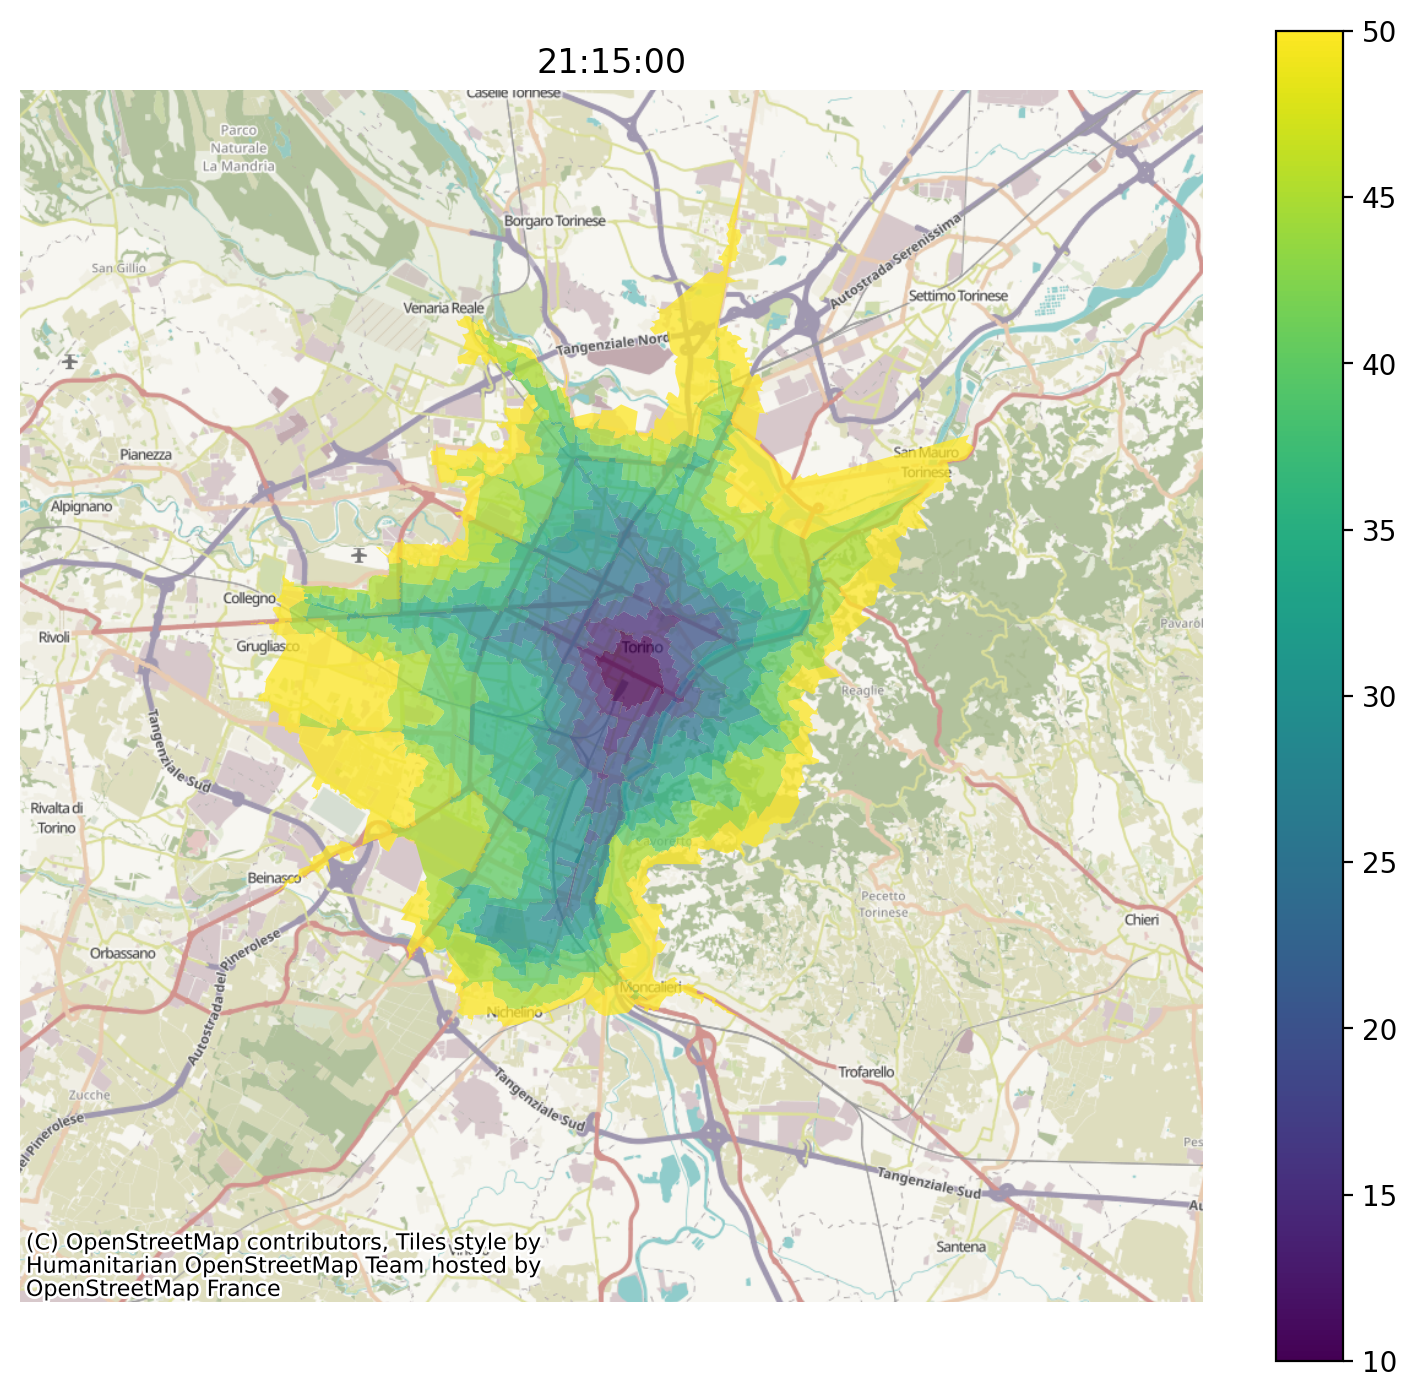 21:15:00
Caselle Torinese
Parco
Naturale
La Mandria
Borgaro Torinese
San Gillio
Autostrada Serenissima
Venaria Reale
Settimo Torinese
Tangenziale Nord
Pianezza
San Mauro
Torinese
Alpignano
Collegno
Rivoli
Grugliasco
Torino
Reaglie
Tangenziale Sud
Rivalta di
Torino
Beinasco
Pecetto
Torinese
Chieri
Orbassano
Autostrada del Pinerolese
Moncalieri
Nichelino
Trofarello
Zucche
Tangenziale Sud
Tangenziale Sud
Santena
(C) OpenStreetMap contributors, Tiles style by
Humanitarian OpenStreetMap Team hosted by
OpenStreetMap France
50
45
40
35
30
25
20
15
10